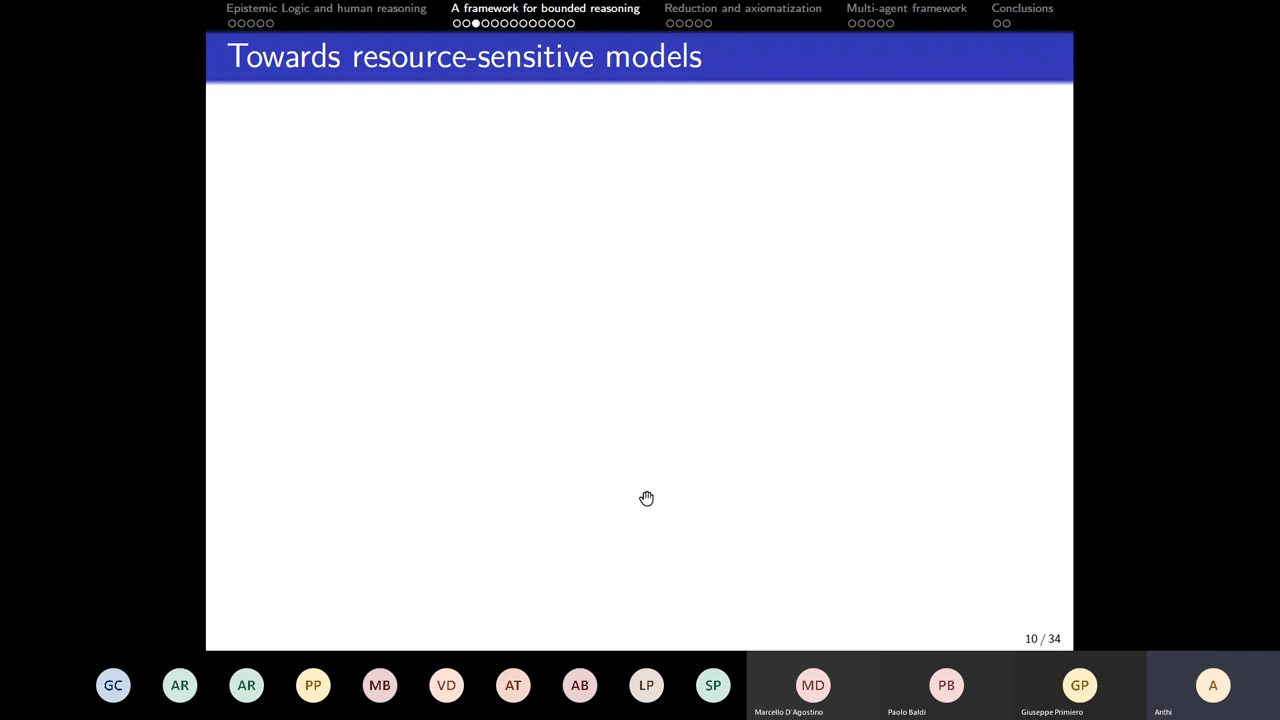 Epistemic Logic and human reasoning A framework for bounded reasoning Reduction and axiomatization Multi-agent framework Conclusions
Towards resource-sensitive models
10 / 34
GC AR AR PP MB VD AT AB LP SP MD PB GP A
Marcello D'Agostino Paolo Baldi Giuseppe Primiero Anthi